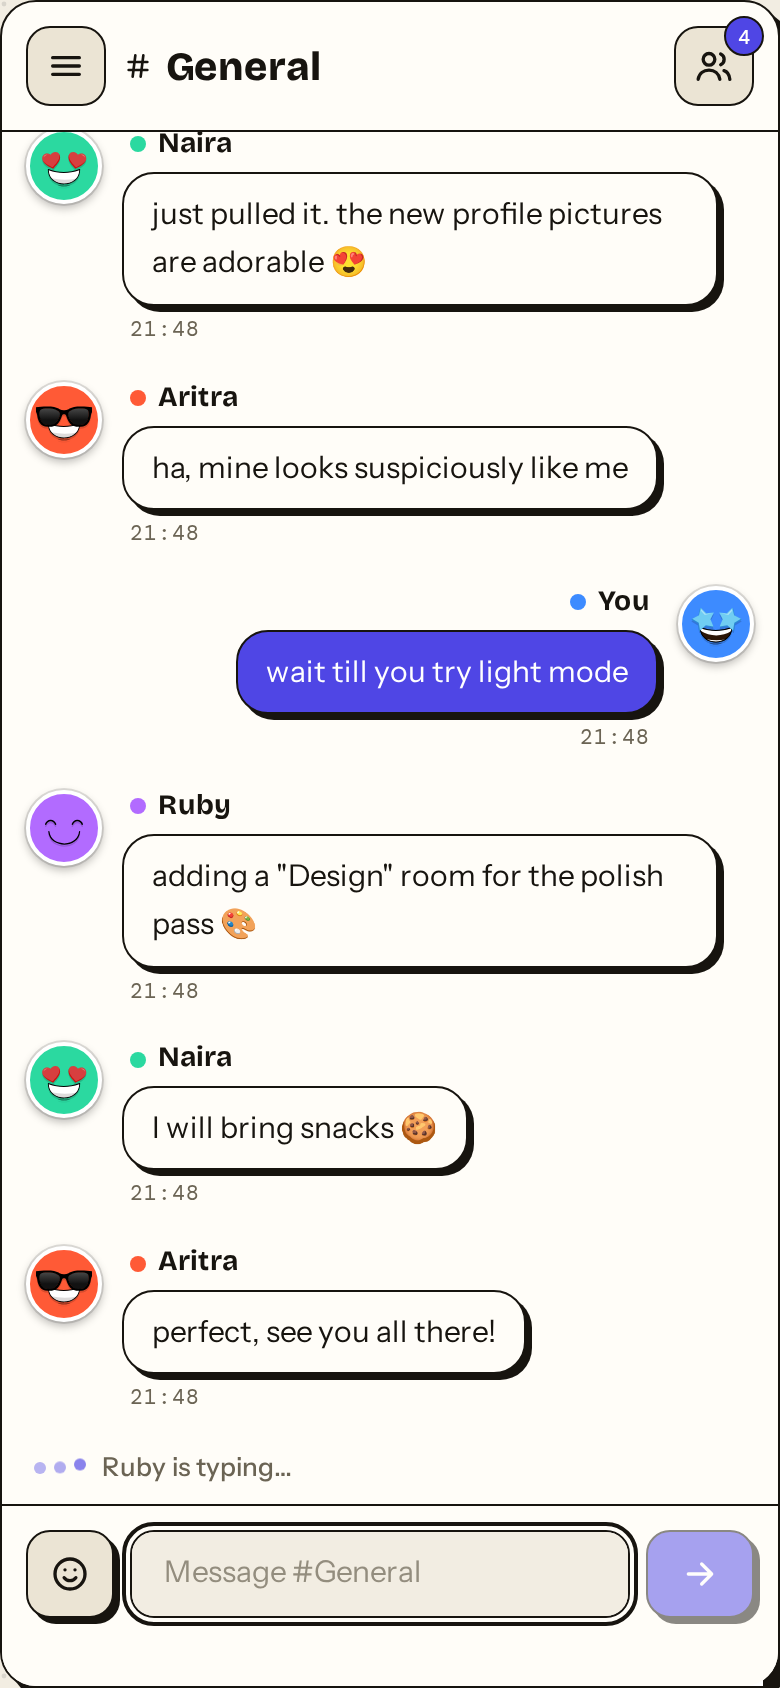 # General
4
Naira
just pulled it. the new profile pictures
are adorable 😍
21:48
Aritra
ha, mine looks suspiciously like me
21:48
You
wait till you try light mode
21:48
Ruby
adding a "Design" room for the polish
pass 🎨
21:48
Naira
I will bring snacks 🍪
21:48
Aritra
perfect, see you all there!
21:48
Ruby is typing...
Message #General